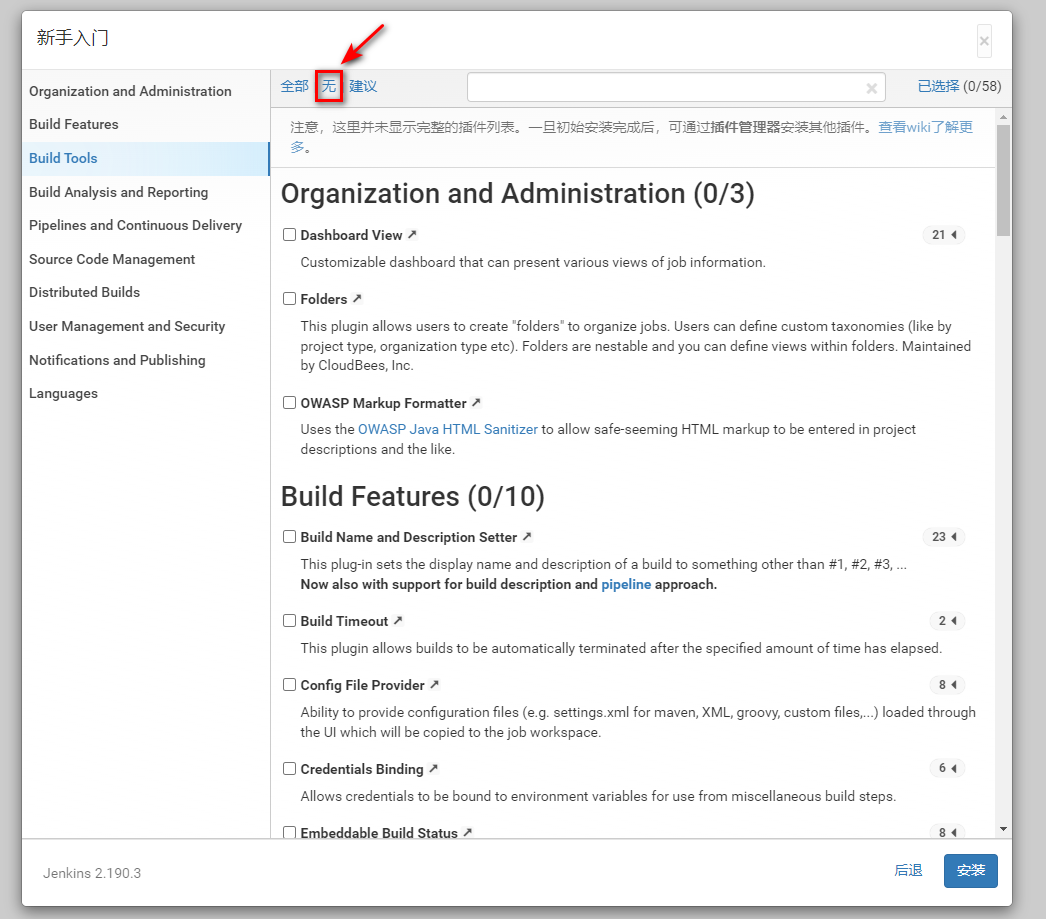 新手入门
×
Organization and Administration
Build Features
Build Tools
Build Analysis and Reporting
Pipelines and Continuous Delivery
Source Code Management
Distributed Builds
User Management and Security
Notifications and Publishing
Languages
全部 无 建议 × 已选择 (0/58)
注意，这里并未显示完整的插件列表。一旦初始安装完成后，可通过插件管理器安装其他插件。查看wiki了解更
多。
Organization and Administration (0/3)
Dashboard View 21
Customizable dashboard that can present various views of job information.
Folders
This plugin allows users to create "folders" to organize jobs. Users can define custom taxonomies (like by
project type, organization type etc). Folders are nestable and you can define views within folders. Maintained
by CloudBees, Inc.
OWASP Markup Formatter
Uses the OWASP Java HTML Sanitizer to allow safe-seeming HTML markup to be entered in project
descriptions and the like.
Build Features (0/10)
Build Name and Description Setter 23
This plug-in sets the display name and description of a build to something other than #1, #2, #3, ...
Now also with support for build description and pipeline approach.
Build Timeout 2
This plugin allows builds to be automatically terminated after the specified amount of time has elapsed.
Config File Provider 8
Ability to provide configuration files (e.g. settings.xml for maven, XML, groovy, custom files,...) loaded through
the UI which will be copied to the job workspace.
Credentials Binding 6
Allows credentials to be bound to environment variables for use from miscellaneous build steps.
Embeddable Build Status 8
Jenkins 2.190.3
后退 安装